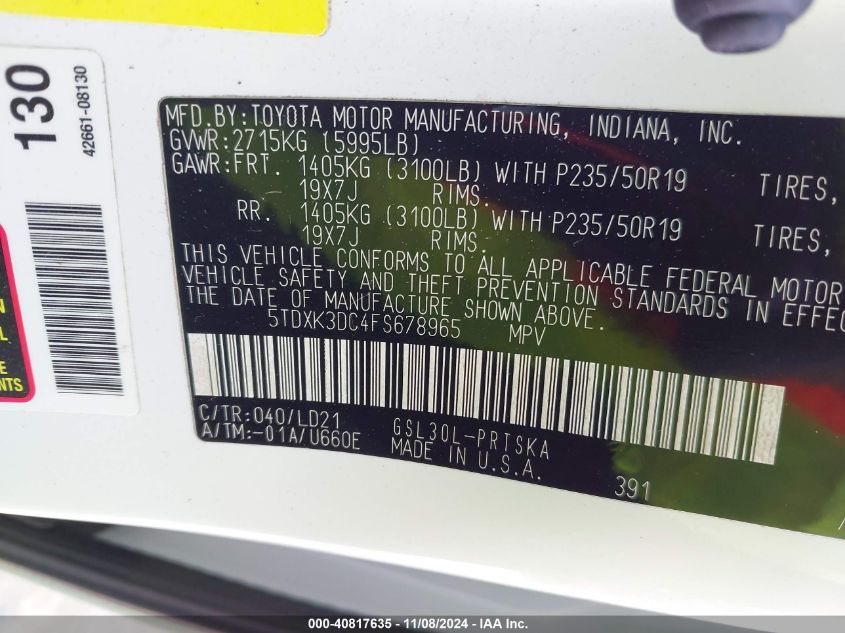 130
42661-08130
MFD.BY:TOYOTA MOTOR MANUFACTURING, INDIANA, INC.
GVWR:2715KG (5995LB)
GAWR:FRT. 1405KG (3100LB) WITH P235/50R19 TIRES,
19X7J RIMS.
RR. 1405KG (3100LB) WITH P235/50R19 TIRES,
19X7J RIMS.
THIS VEHICLE CONFORMS TO ALL APPLICABLE FEDERAL MOTOR
VEHICLE SAFETY AND THEFT PREVENTION STANDARDS IN EFFEC
THE DATE OF MANUFACTURE SHOWN ABOVE.
5TDXK3DC4FS678965 MPV
C/TR:040/LD21
A/TM:-01A/U660E
GSL30L-PRTSKA
MADE IN U.S.A.
391
000-40817635 - 11/08/2024 - IAA Inc.